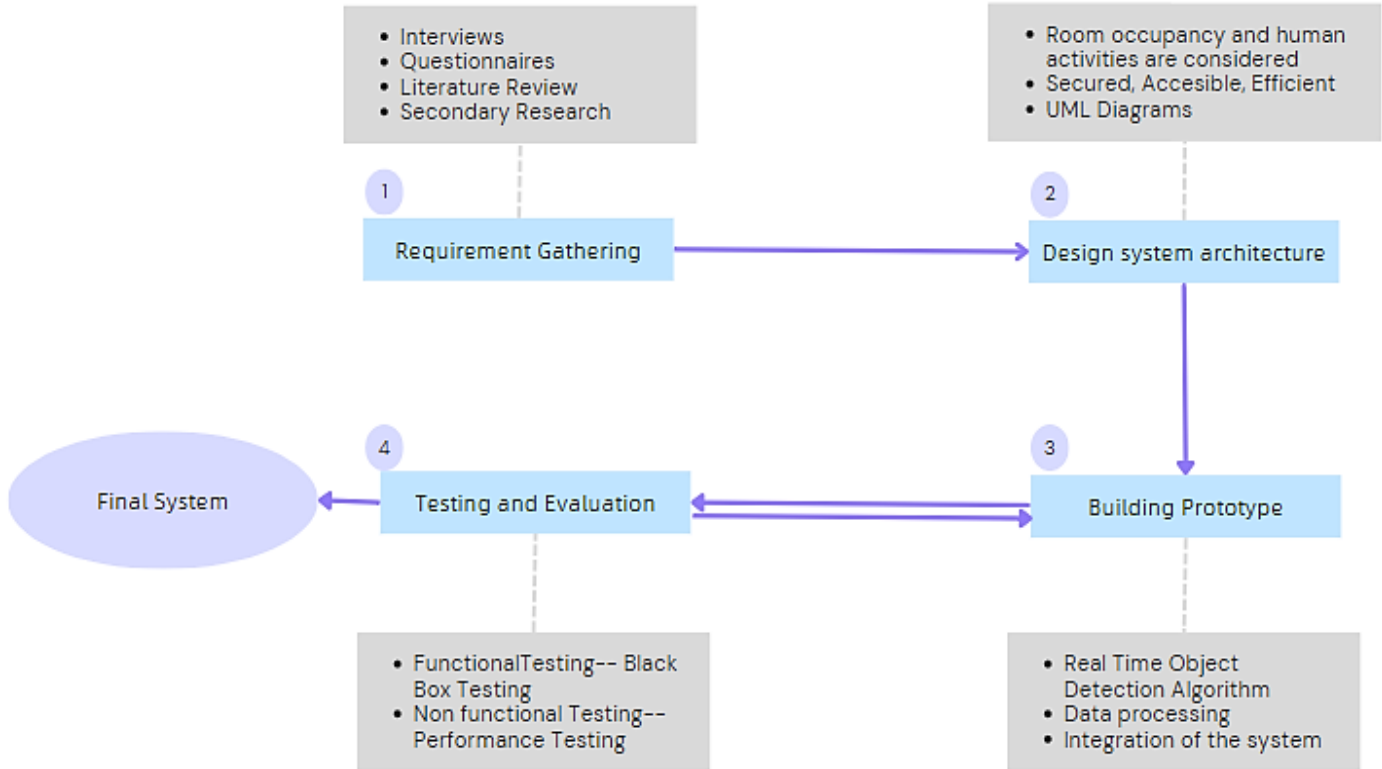 • Interviews
• Questionnaires
• Literature Review
• Secondary Research
• Room occupancy and human
activities are considered
• Secured, Accesible, Efficient
• UML Diagrams
1
Requirement Gathering
2
Design system architecture
4
Testing and Evaluation
3
Building Prototype
Final System
• FunctionalTesting-- Black
Box Testing
• Non functional Testing--
Performance Testing
• Real Time Object
Detection Algorithm
• Data processing
• Integration of the system